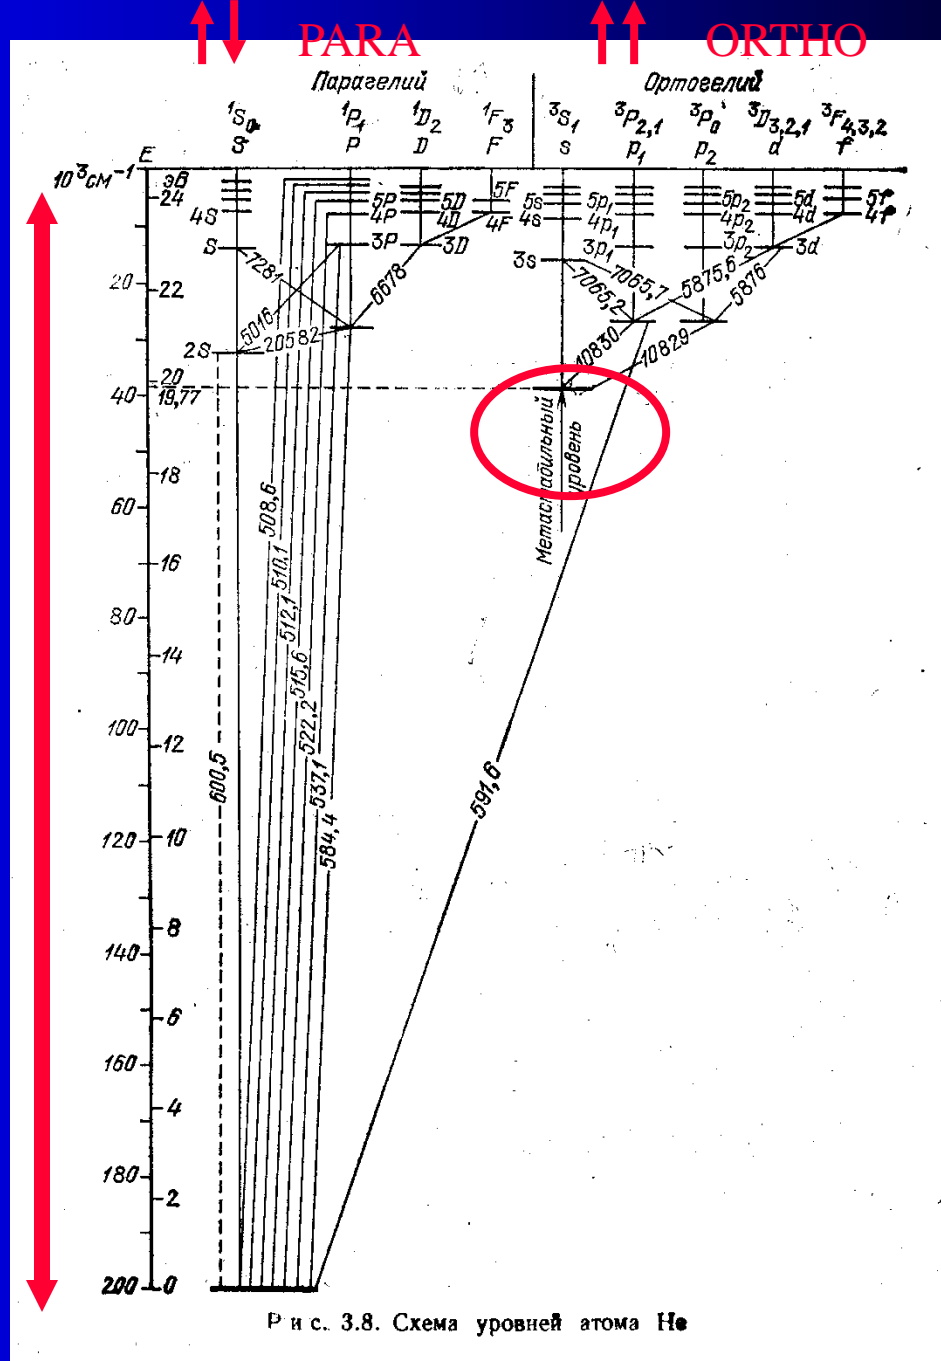 PARA ORTHO
Парагелий Ортогелий
¹S₀ ¹P₁ ¹D₂ ¹F₃ ³S₁ ³P₂,₁ ³P₀ ³D₃,₂,₁ ³F₄,₃,₂
S P D F s p₁ p₂ d f
E
10³см⁻¹ эВ
24
5P 5D 5F 5s 5p₁ 5p₂ 5d 5f
4S 4P 4D 4F 4s 4p₁ 4p₂ 4d 4f
S 3P 3D 3s 3p₁ 3p₂ 3d
7281 6678 7065,2 7065,7 5875,6 5876
20 22
5016 20582 10830 10829
2S
20
40 19,77
Метастабильный
уровень
18
508,6
60
510,1
16
512,1
80
14
515,6
522,2
100
12
600,5
537,1
591,6
584,4
120 10
8
140
6
160
4
180
2
200 0
Рис. 3.8. Схема уровней атома Не